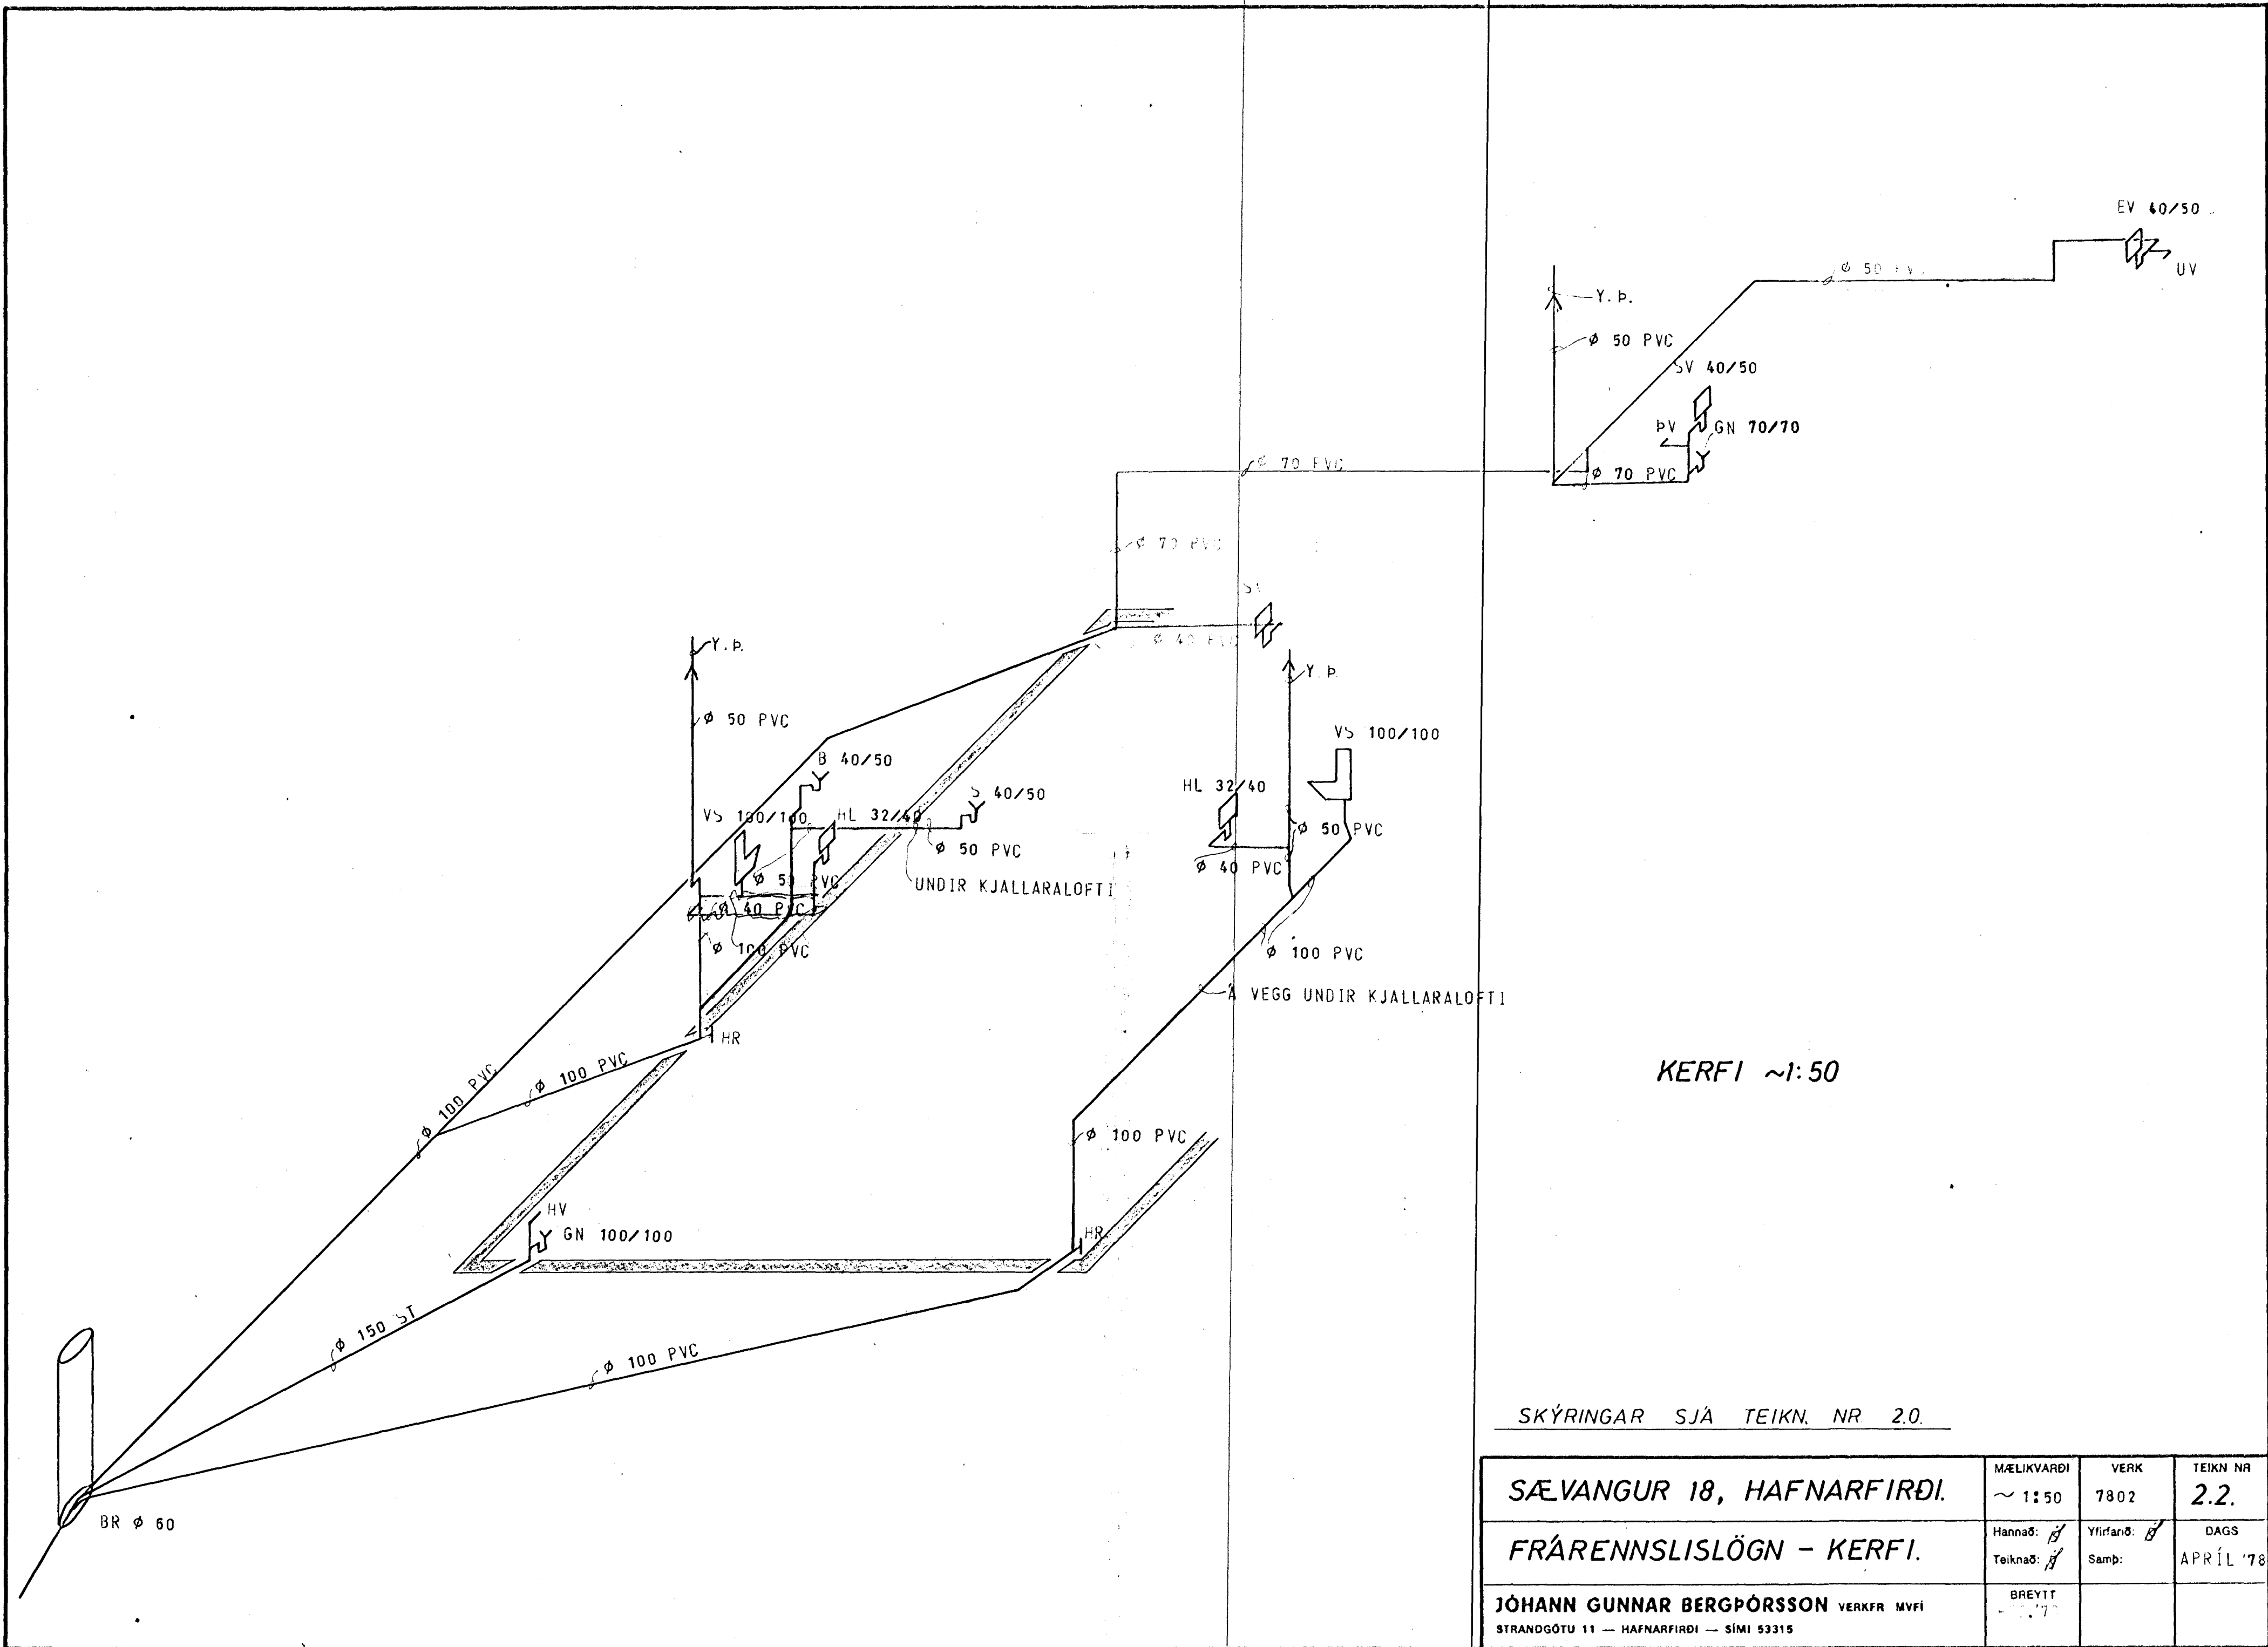 EV 40/50
UV
Ø 50
Y.Þ.
Ø 50 PVC
SV 40/50
ÞV
GN 70/70
Ø 70 PVC
Ø 70 PVC
Ø 70 PVC
Ø 40 PVC
Y.Þ.
Y.Þ.
Ø 50 PVC
VS 100/100
B 40/50
HL 32/40
S 40/50
VS 100/100
HL 32/40
Ø 50 PVC
Ø 50 PVC
Ø 40 PVC
Ø 50 PVC
UNDIR KJALLARALOFTI
Ø 40 PVC
Ø 100 PVC
Ø 100 PVC
Á VEGG UNDIR KJALLARALOFTI
HR
Ø 100 PVC
Ø 100 PVC
KERFI ~1:50
Ø 100 PVC
HV
GN 100/100
HR
Ø 150 ST
Ø 100 PVC
BR Ø 60
SKÝRINGAR SJÁ TEIKN. NR 2.0.
SÆVANGUR 18, HAFNARFIRÐI.
MÆLIKVARÐI
~ 1:50
VERK
7802
TEIKN NR
2.2.
FRÁRENNSLISLÖGN - KERFI.
Hannað:
Teiknað:
Yfirfarið:
Samþ:
DAGS
APRÍL '78
JÓHANN GUNNAR BERGÞÓRSSON VERKFR MVFÍ
STRANDGÖTU 11 — HAFNARFIRÐI — SÍMI 53315
BREYTT